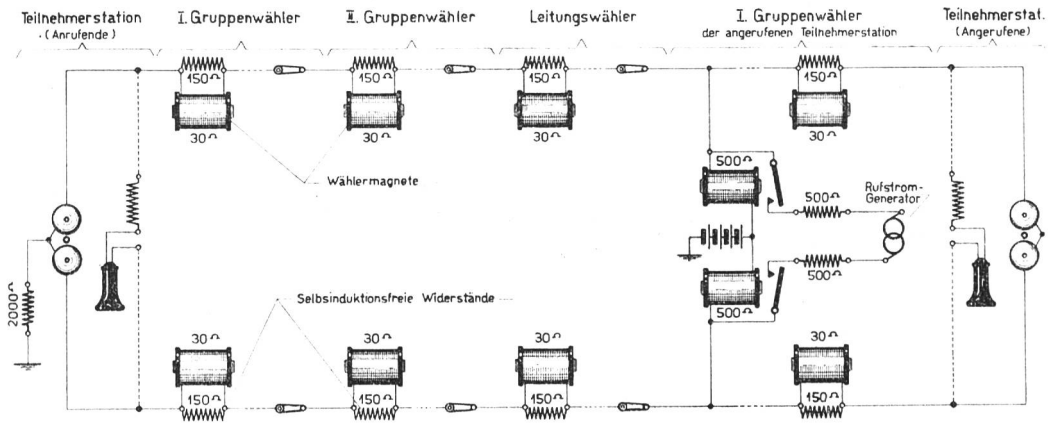 Teilnehmerstation
(Anrufende)
I. Gruppenwähler
II. Gruppenwähler
Leitungswähler
I. Gruppenwähler
der angerufenen Teilnehmerstation
Teilnehmerstat.
(Angerufene)
150Ω
150Ω
150Ω
150Ω
30Ω
30Ω
30Ω
30Ω
Wählermagnete
500Ω
500Ω
Rufstrom-
Generator
2000Ω
500Ω
500Ω
Selbsinduktionsfreie Widerstände
30Ω
30Ω
30Ω
30Ω
150Ω
150Ω
150Ω
150Ω